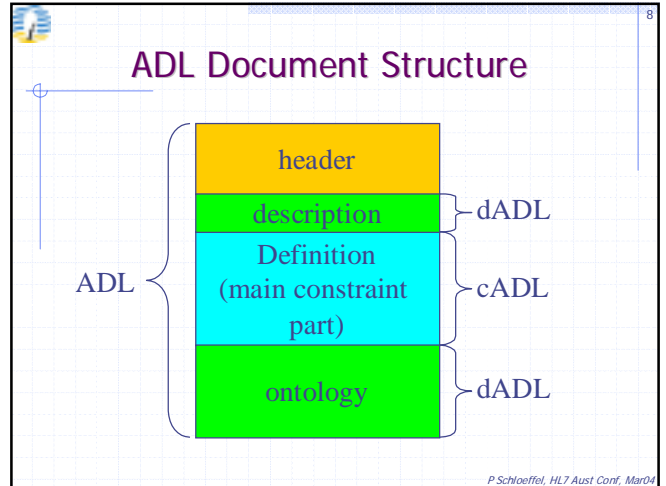 8
ADL Document Structure
header
description
dADL
Definition
(main constraint
part)
ADL
cADL
ontology
dADL
P Schloeffel, HL7 Aust Conf, Mar04